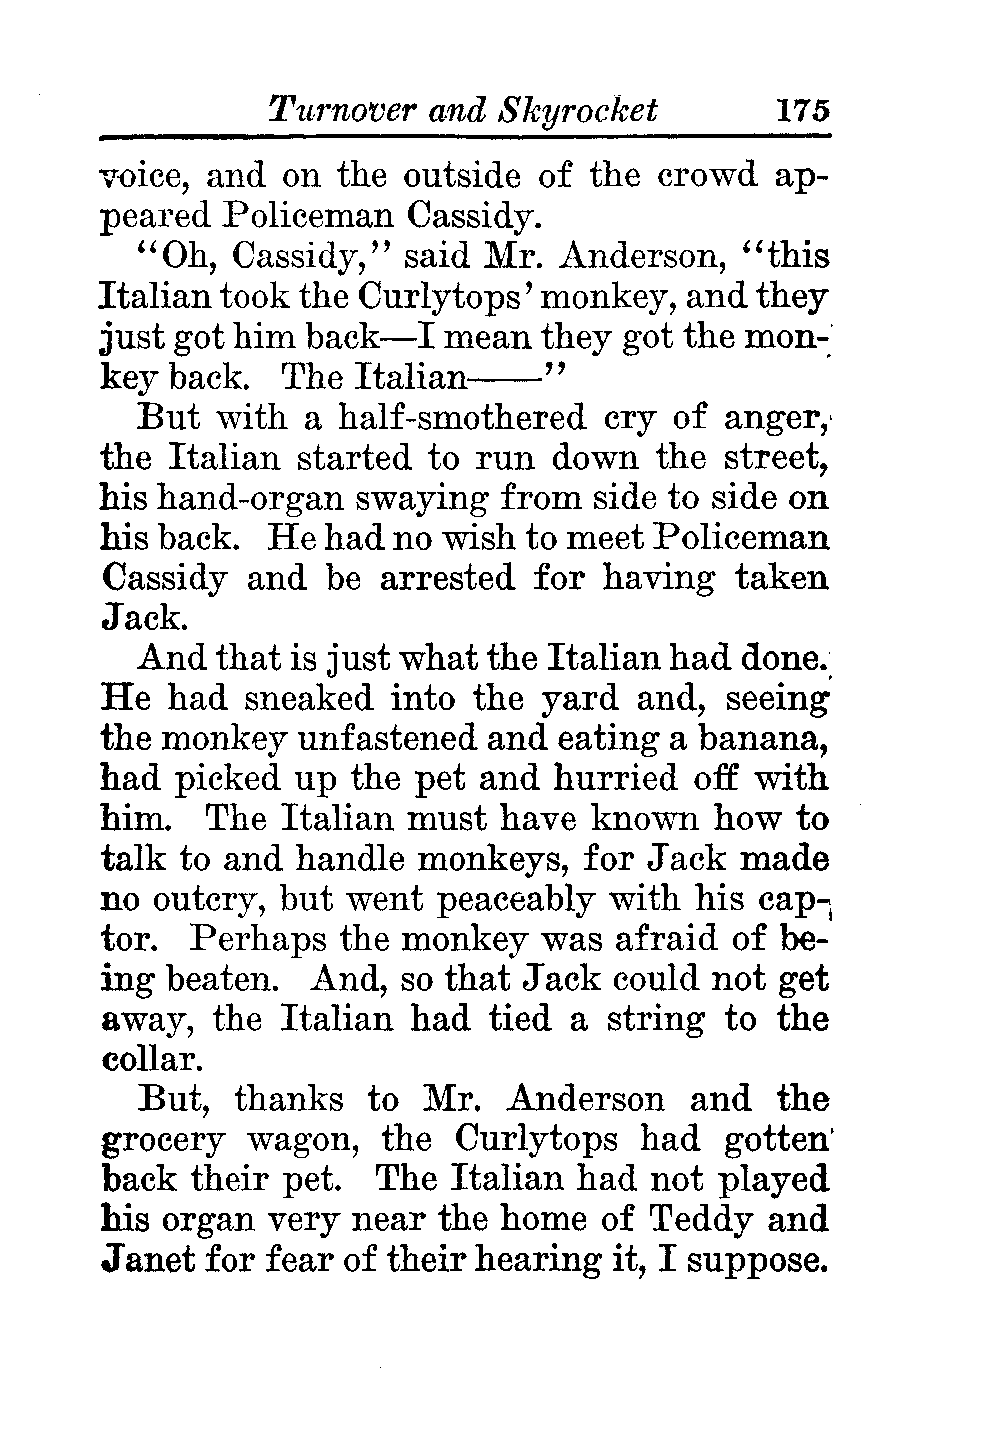 Turnover and Skyrocket 175
voice, and on the outside of the crowd ap-
peared Policeman Cassidy.
"Oh, Cassidy," said Mr. Anderson, "this
Italian took the Curlytops' monkey, and they
just got him back—I mean they got the mon-
key back. The Italian——"
But with a half-smothered cry of anger,
the Italian started to run down the street,
his hand-organ swaying from side to side on
his back. He had no wish to meet Policeman
Cassidy and be arrested for having taken
Jack.
And that is just what the Italian had done.
He had sneaked into the yard and, seeing
the monkey unfastened and eating a banana,
had picked up the pet and hurried off with
him. The Italian must have known how to
talk to and handle monkeys, for Jack made
no outcry, but went peaceably with his cap-
tor. Perhaps the monkey was afraid of be-
ing beaten. And, so that Jack could not get
away, the Italian had tied a string to the
collar.
But, thanks to Mr. Anderson and the
grocery wagon, the Curlytops had gotten
back their pet. The Italian had not played
his organ very near the home of Teddy and
Janet for fear of their hearing it, I suppose.